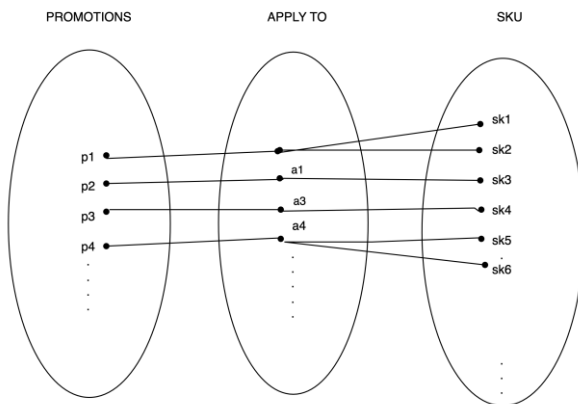 PROMOTIONS APPLY TO SKU
sk1
p1 sk2
p2 a1 sk3
p3 a3 sk4
p4 a4 sk5
sk6